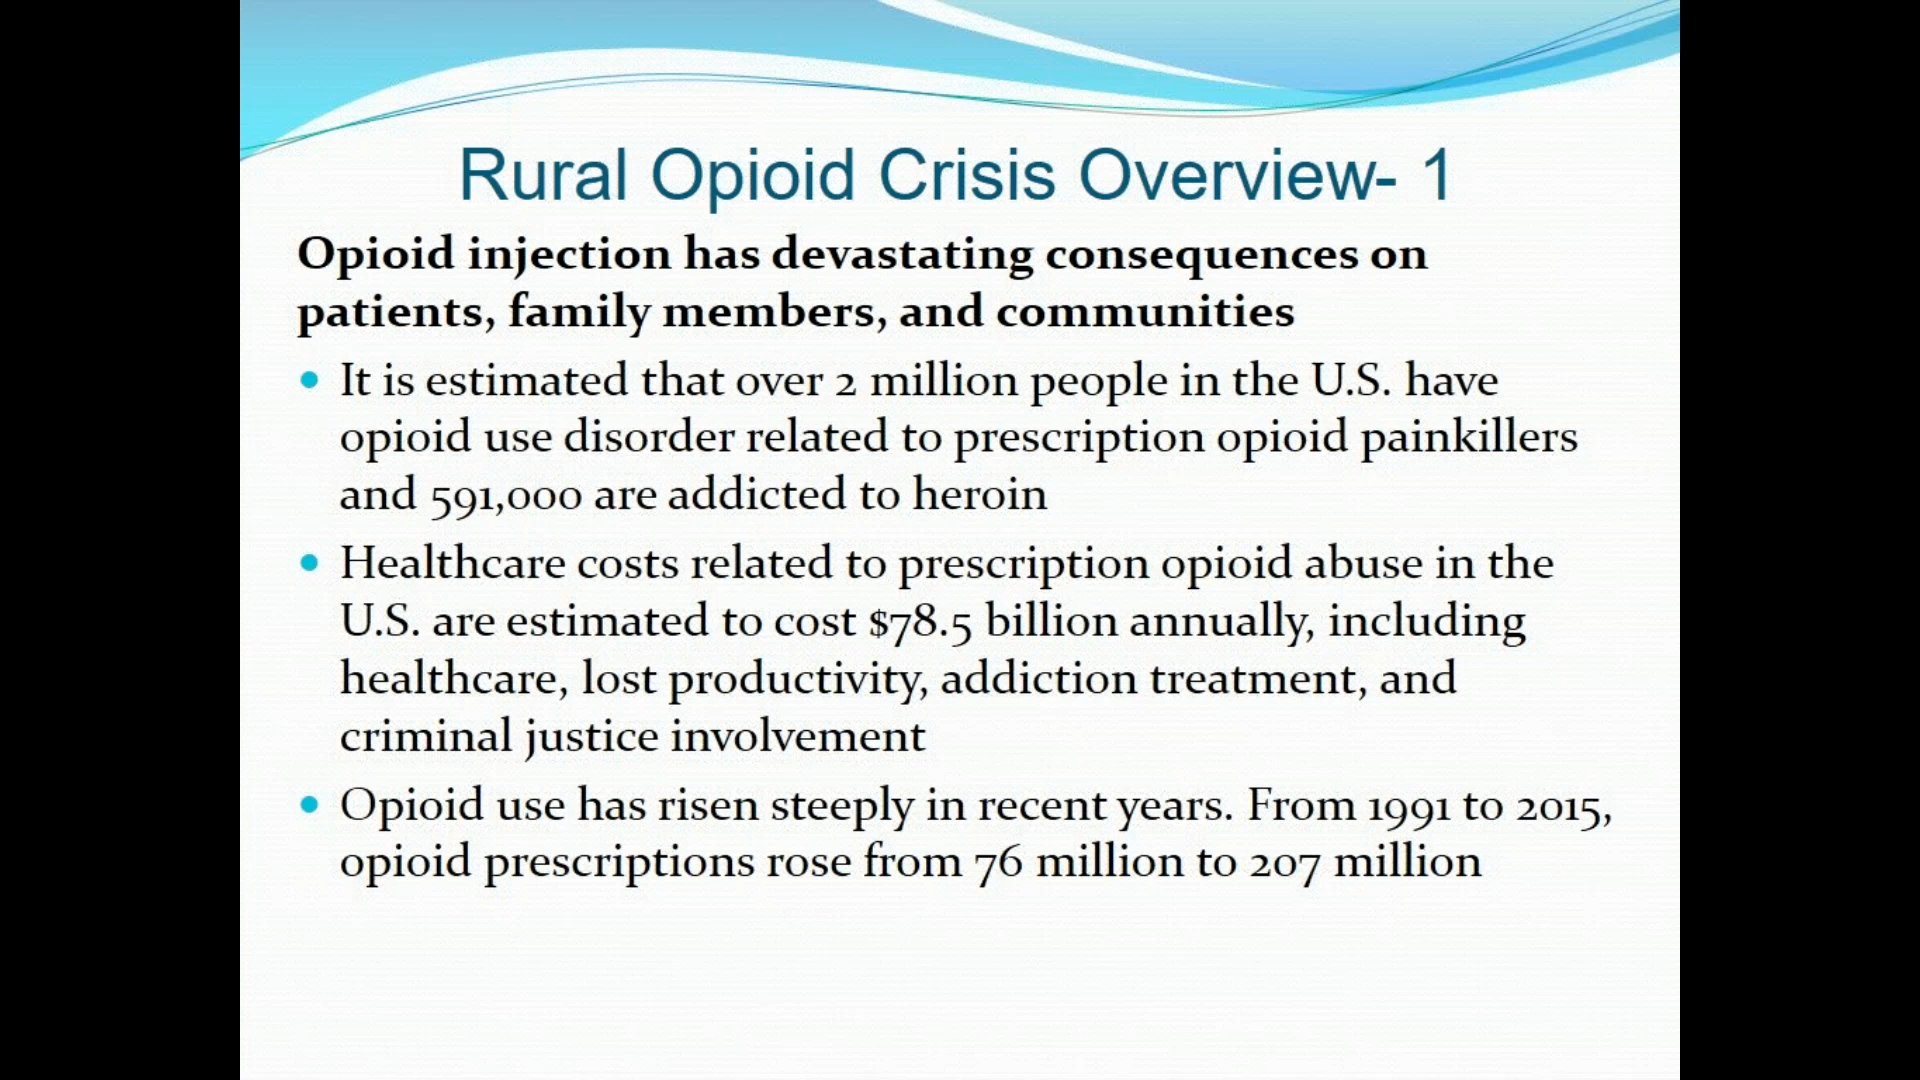 Rural Opioid Crisis Overview- 1
Opioid injection has devastating consequences on
patients, family members, and communities
• It is estimated that over 2 million people in the U.S. have
opioid use disorder related to prescription opioid painkillers
and 591,000 are addicted to heroin
• Healthcare costs related to prescription opioid abuse in the
U.S. are estimated to cost $78.5 billion annually, including
healthcare, lost productivity, addiction treatment, and
criminal justice involvement
• Opioid use has risen steeply in recent years. From 1991 to 2015,
opioid prescriptions rose from 76 million to 207 million